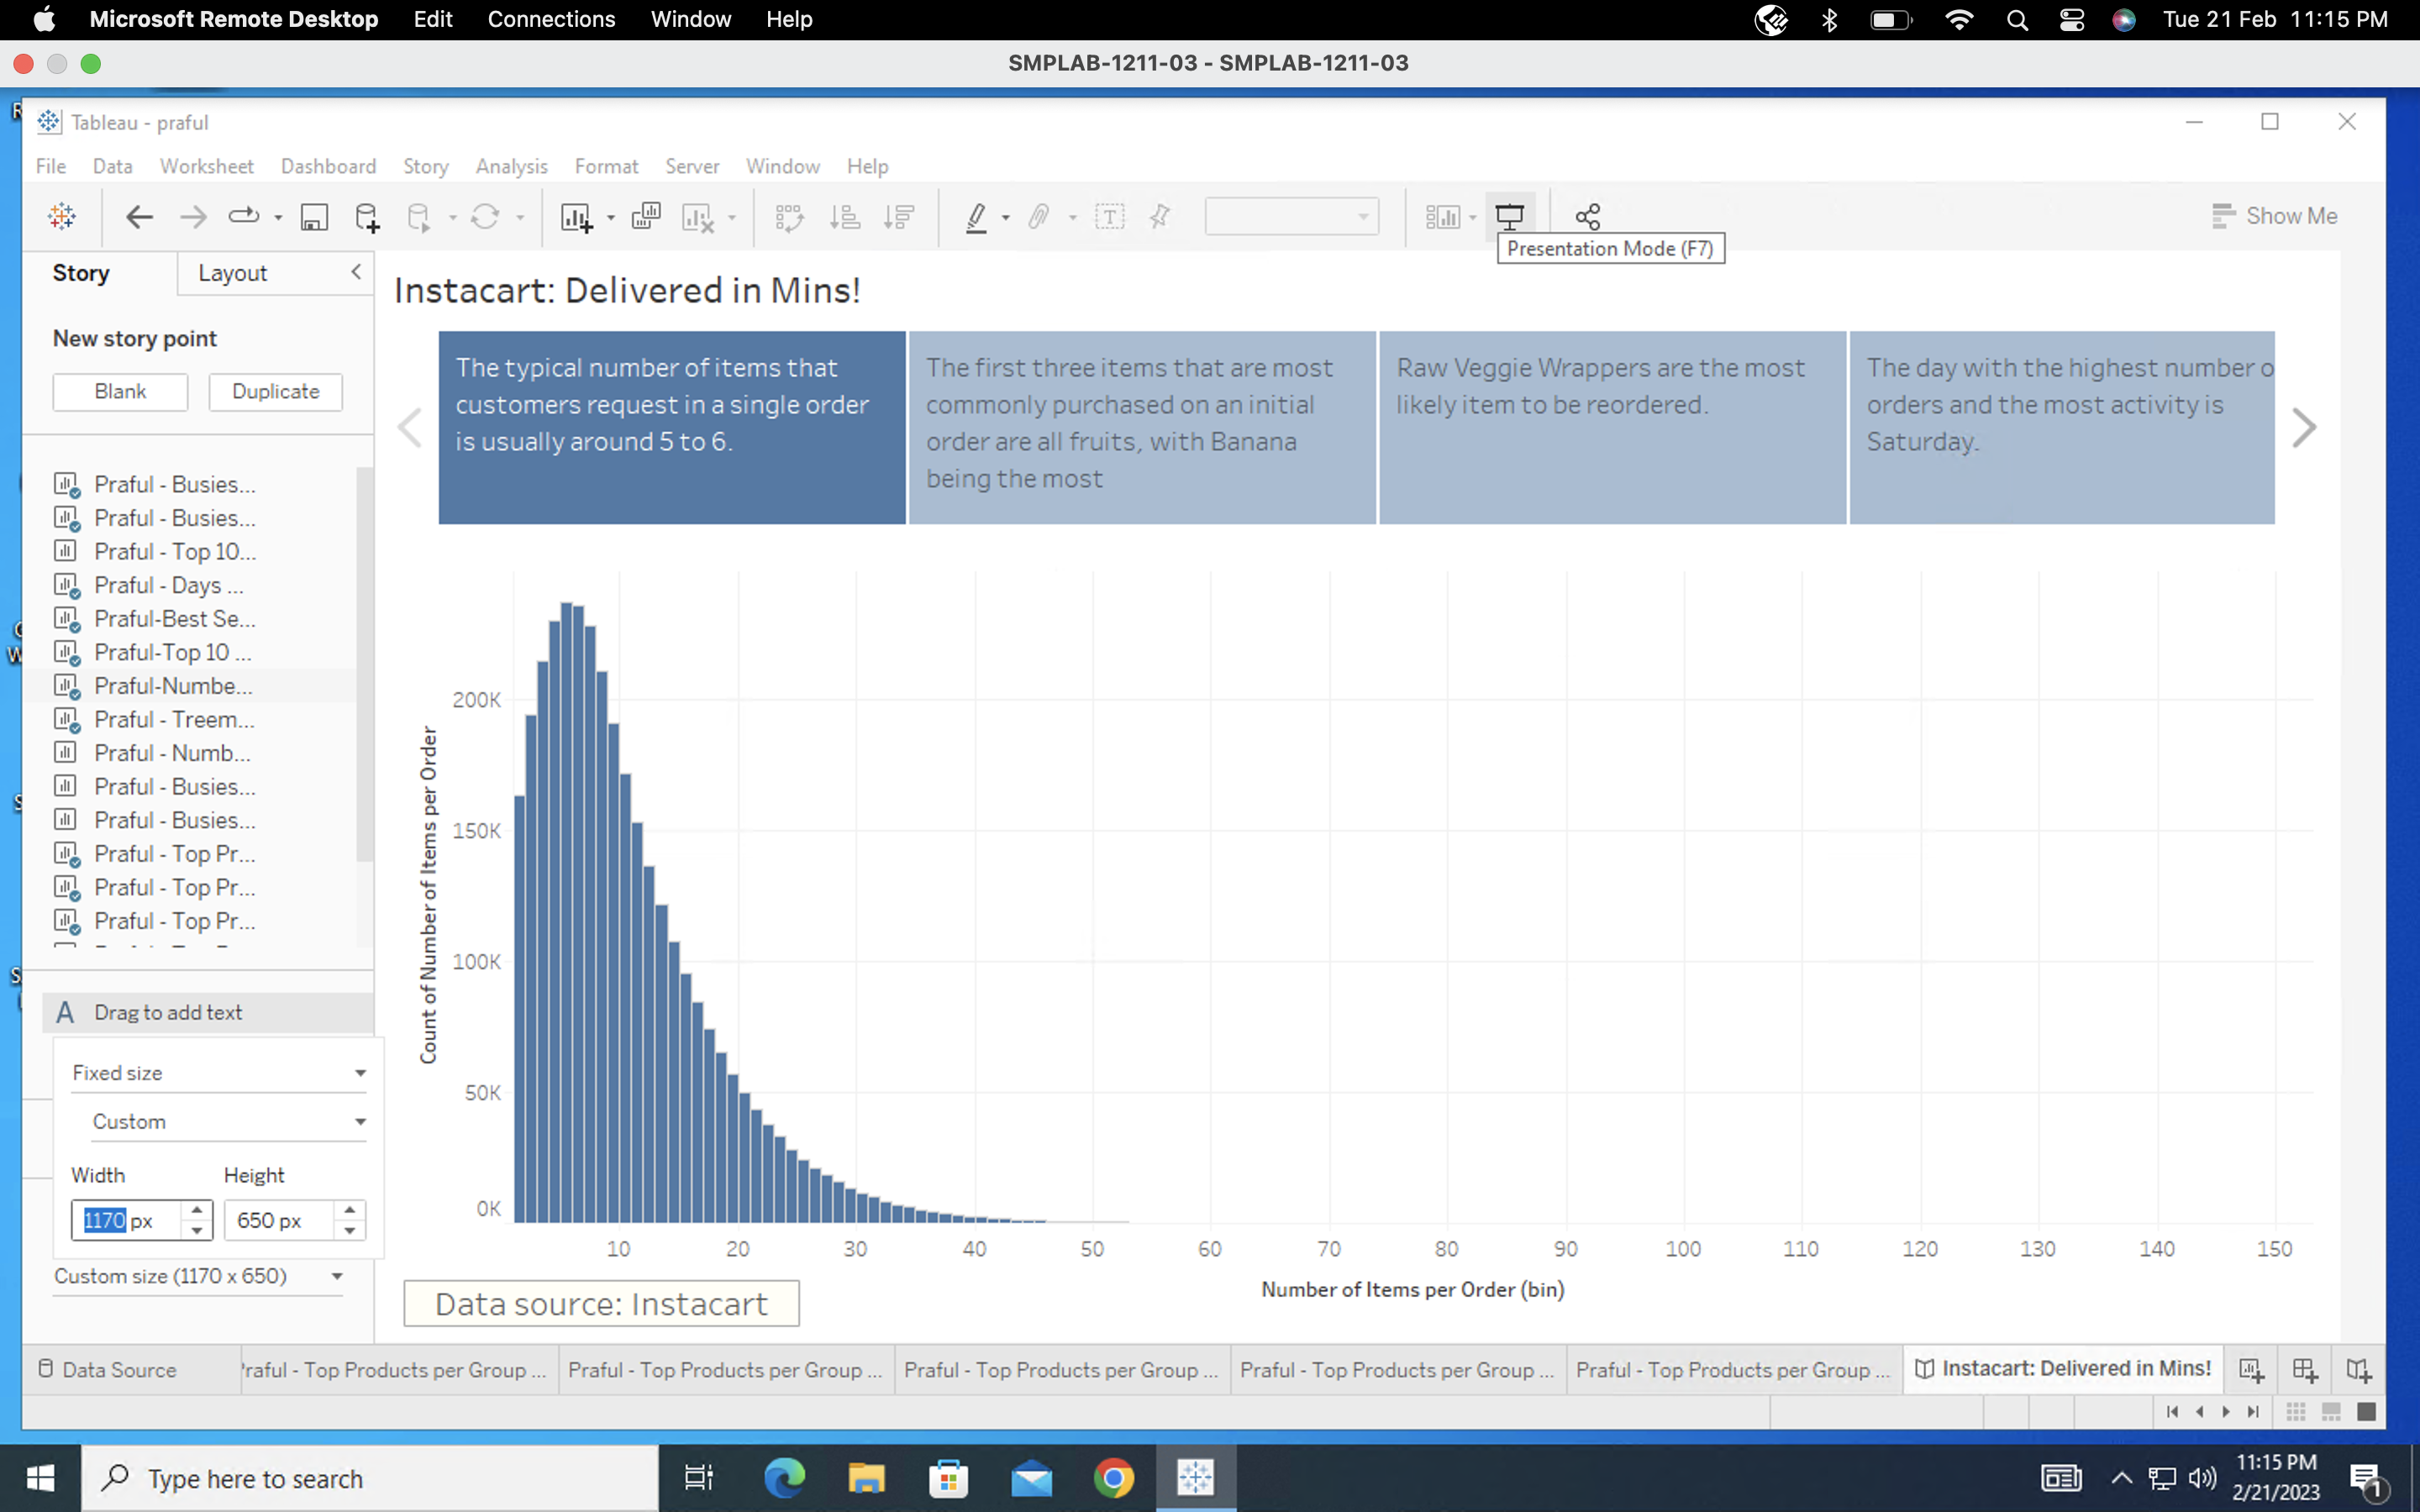 Microsoft Remote Desktop Edit Connections Window Help Tue 21 Feb 11:15 PM
SMPLAB-1211-03 - SMPLAB-1211-03
Tableau - praful
File Data Worksheet Dashboard Story Analysis Format Server Window Help
Show Me
Presentation Mode (F7)
Story Layout
New story point
Blank Duplicate
Praful - Busies...
Praful - Busies...
Praful - Top 10...
Praful - Days ...
Praful-Best Se...
Praful-Top 10 ...
Praful-Numbe...
Praful - Treem...
Praful - Numb...
Praful - Busies...
Praful - Busies...
Praful - Top Pr...
Praful - Top Pr...
Praful - Top Pr...
A Drag to add text
Fixed size
Custom
Width Height
1170 px 650 px
Custom size (1170 x 650)
Instacart: Delivered in Mins!
The typical number of items that
customers request in a single order
is usually around 5 to 6.
The first three items that are most
commonly purchased on an initial
order are all fruits, with Banana
being the most
Raw Veggie Wrappers are the most
likely item to be reordered.
The day with the highest number o
orders and the most activity is
Saturday.
Count of Number of Items per Order
200K
150K
100K
50K
0K
10 20 30 40 50 60 70 80 90 100 110 120 130 140 150
Number of Items per Order (bin)
Data source: Instacart
Data Source raful - Top Products per Group ... Praful - Top Products per Group ... Praful - Top Products per Group ... Praful - Top Products per Group ... Praful - Top Products per Group ... Instacart: Delivered in Mins!
Type here to search
11:15 PM
2/21/2023
1